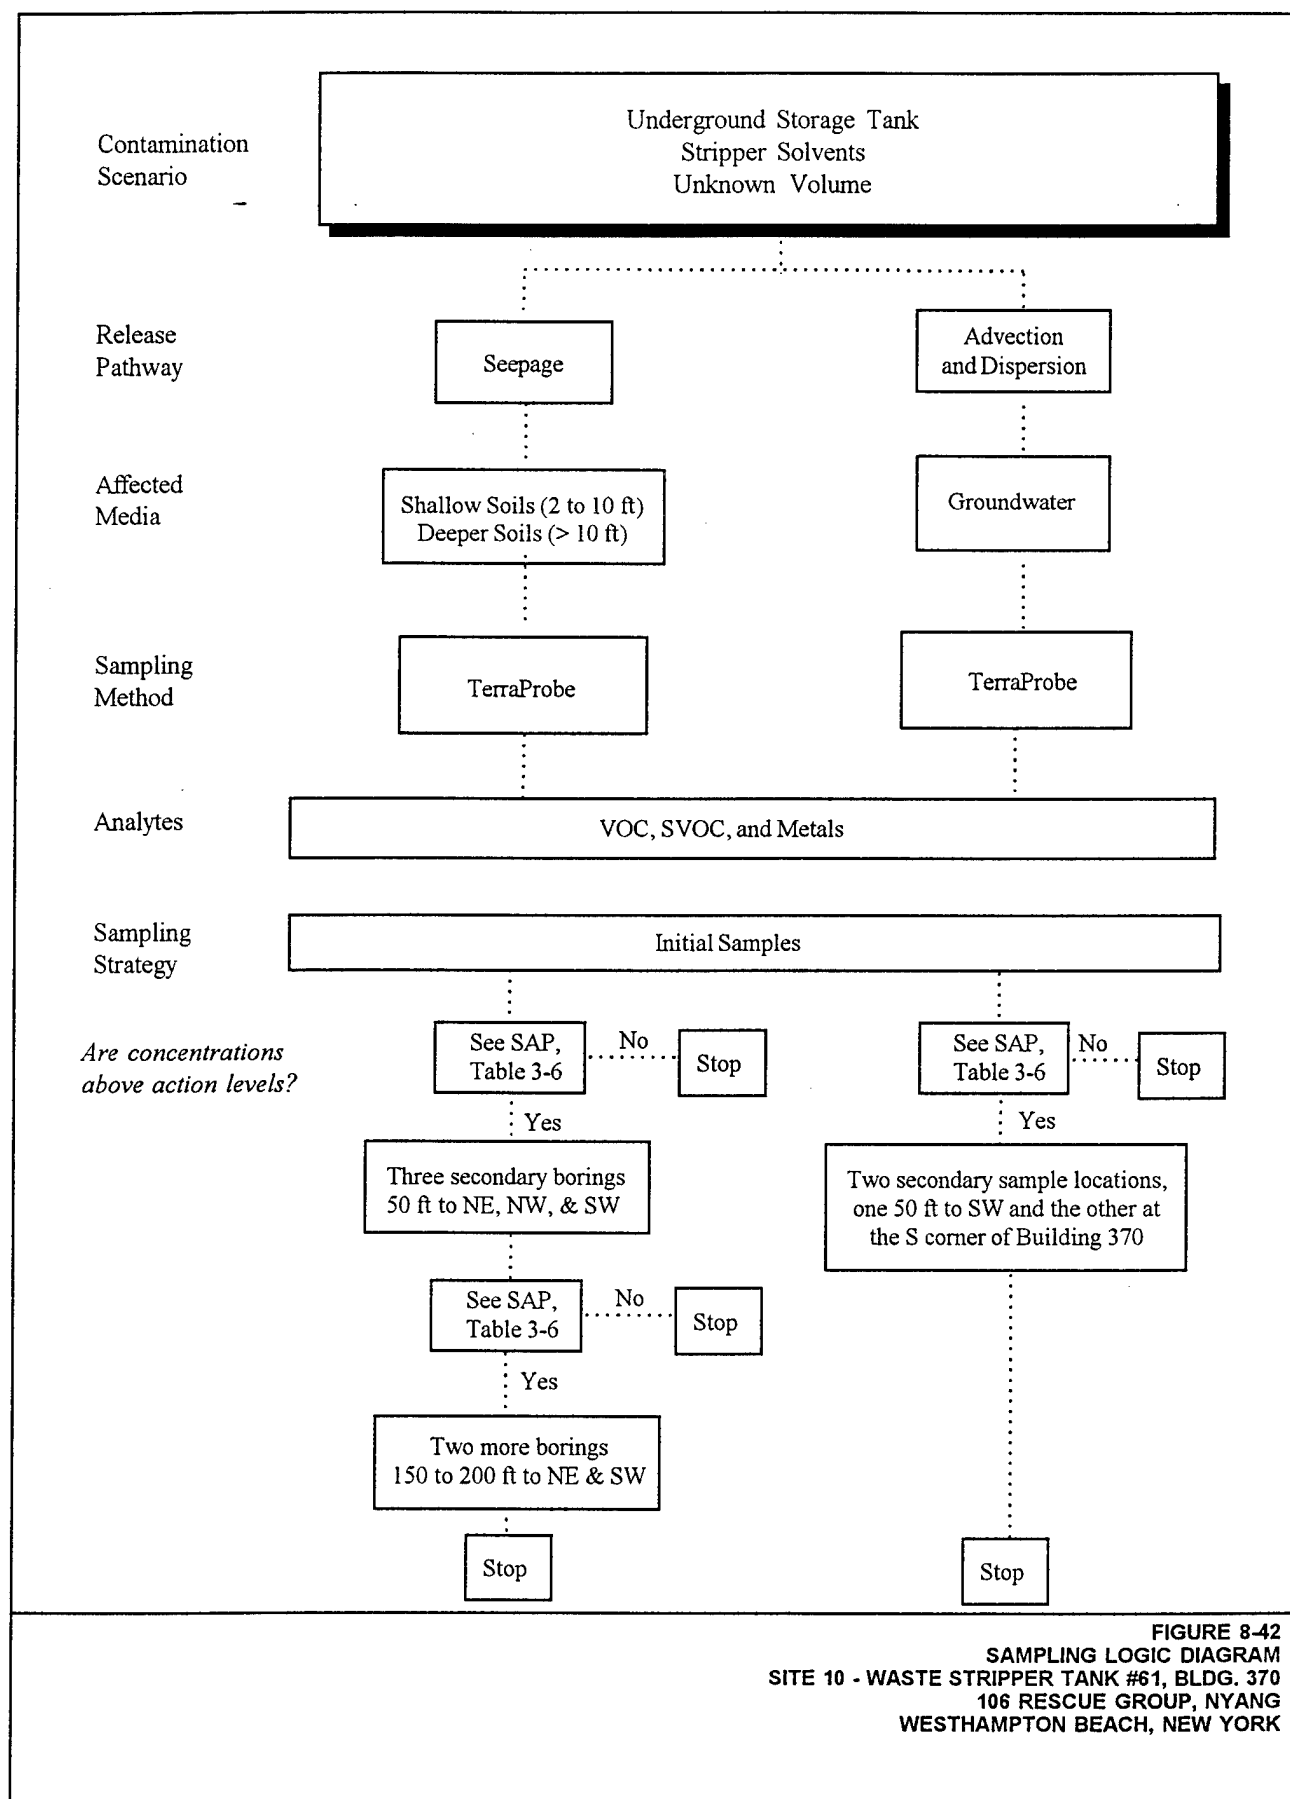 Contamination
Scenario
Underground Storage Tank
Stripper Solvents
Unknown Volume
Release
Pathway
Seepage
Advection
and Dispersion
Affected
Media
Shallow Soils (2 to 10 ft)
Deeper Soils (> 10 ft)
Groundwater
Sampling
Method
TerraProbe
TerraProbe
Analytes
VOC, SVOC, and Metals
Sampling
Strategy
Initial Samples
Are concentrations
above action levels?
See SAP,
Table 3-6
No
Stop
See SAP,
Table 3-6
No
Stop
Yes
Yes
Three secondary borings
50 ft to NE, NW, & SW
Two secondary sample locations,
one 50 ft to SW and the other at
the S corner of Building 370
See SAP,
Table 3-6
No
Stop
Yes
Two more borings
150 to 200 ft to NE & SW
Stop
Stop
FIGURE 8-42
SAMPLING LOGIC DIAGRAM
SITE 10 - WASTE STRIPPER TANK #61, BLDG. 370
106 RESCUE GROUP, NYANG
WESTHAMPTON BEACH, NEW YORK